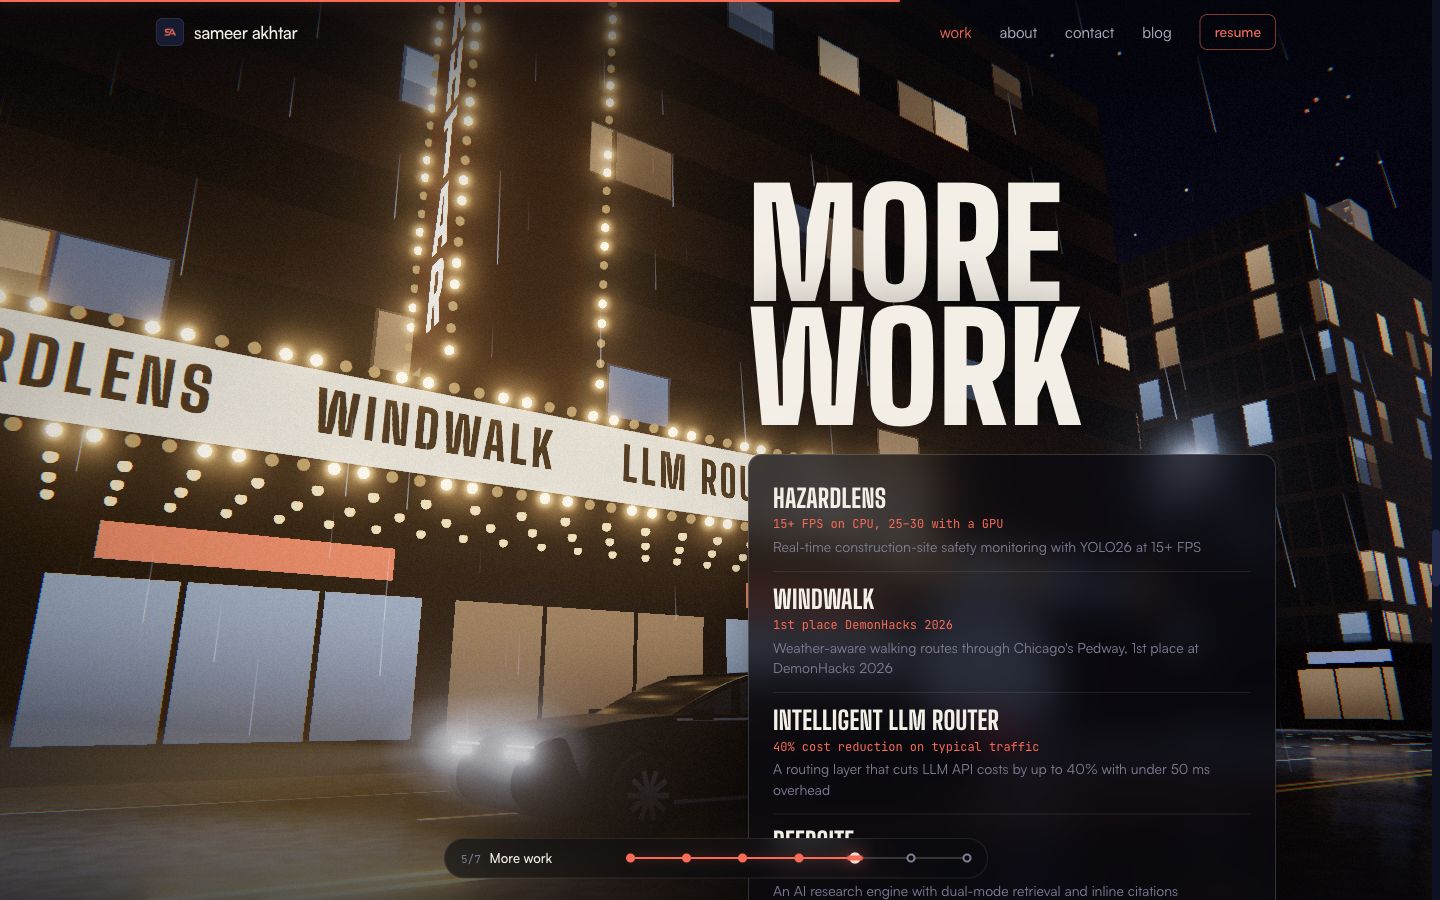 SA
sameer akhtar
work
about
contact
blog
resume
MORE
WORK
RDLENS
WINDWALK
LLM ROU
HAZARDLENS
15+ FPS on CPU, 25-30 with a GPU
Real-time construction-site safety monitoring with YOLO26 at 15+ FPS
WINDWALK
1st place DemonHacks 2026
Weather-aware walking routes through Chicago's Pedway, 1st place at
DemonHacks 2026
INTELLIGENT LLM ROUTER
40% cost reduction on typical traffic
A routing layer that cuts LLM API costs by up to 40% with under 50 ms
overhead
5/7 More work
An AI research engine with dual-mode retrieval and inline citations